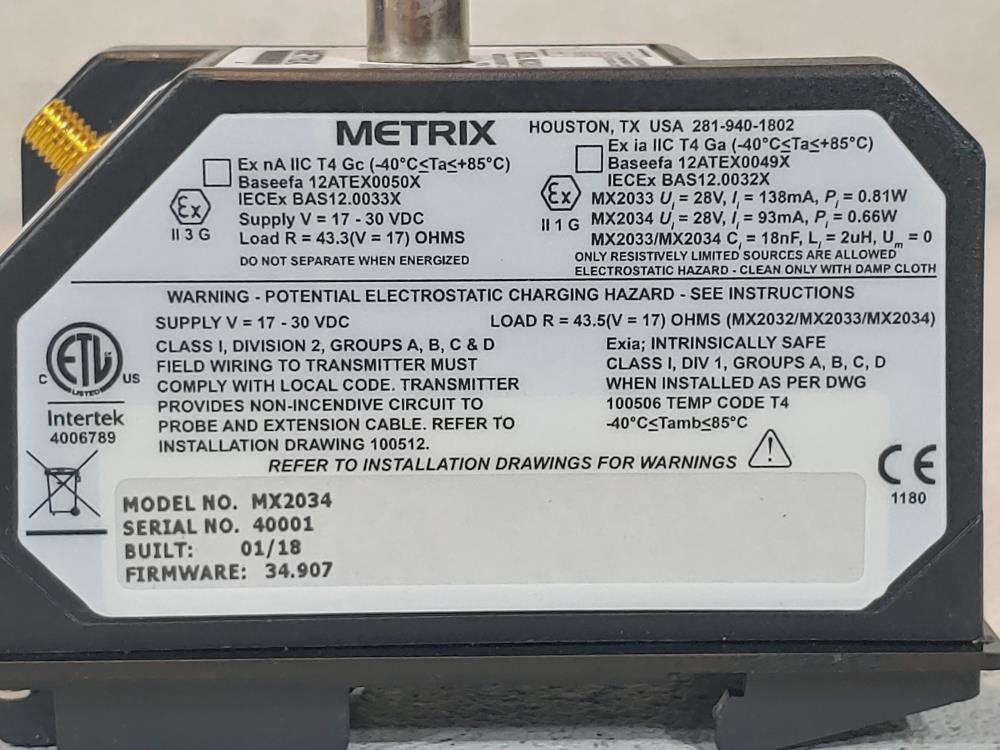 METRIX HOUSTON, TX USA 281-940-1802
Ex nA IIC T4 Gc (-40°C≤Ta≤+85°C)
Baseefa 12ATEX0050X
IECEx BAS12.0033X
Supply V = 17 - 30 VDC
Load R = 43.3(V = 17) OHMS
DO NOT SEPARATE WHEN ENERGIZED
Ex
II 3 G
Ex ia IIC T4 Ga (-40°C≤Ta≤+85°C)
Baseefa 12ATEX0049X
IECEx BAS12.0032X
MX2033 Ui = 28V, Ii = 138mA, Pi = 0.81W
MX2034 Ui = 28V, Ii = 93mA, Pi = 0.66W
MX2033/MX2034 Ci = 18nF, Li = 2uH, Um = 0
ONLY RESISTIVELY LIMITED SOURCES ARE ALLOWED
ELECTROSTATIC HAZARD - CLEAN ONLY WITH DAMP CLOTH
Ex
II 1 G
WARNING - POTENTIAL ELECTROSTATIC CHARGING HAZARD - SEE INSTRUCTIONS
SUPPLY V = 17 - 30 VDC LOAD R = 43.5(V = 17) OHMS (MX2032/MX2033/MX2034)
CLASS I, DIVISION 2, GROUPS A, B, C & D
FIELD WIRING TO TRANSMITTER MUST
COMPLY WITH LOCAL CODE. TRANSMITTER
PROVIDES NON-INCENDIVE CIRCUIT TO
PROBE AND EXTENSION CABLE. REFER TO
INSTALLATION DRAWING 100512.
Exia; INTRINSICALLY SAFE
CLASS I, DIV 1, GROUPS A, B, C, D
WHEN INSTALLED AS PER DWG
100506 TEMP CODE T4
-40°C≤Tamb≤85°C
ETL
LISTED
C US
Intertek
4006789
REFER TO INSTALLATION DRAWINGS FOR WARNINGS
CE
1180
MODEL NO. MX2034
SERIAL NO. 40001
BUILT: 01/18
FIRMWARE: 34.907